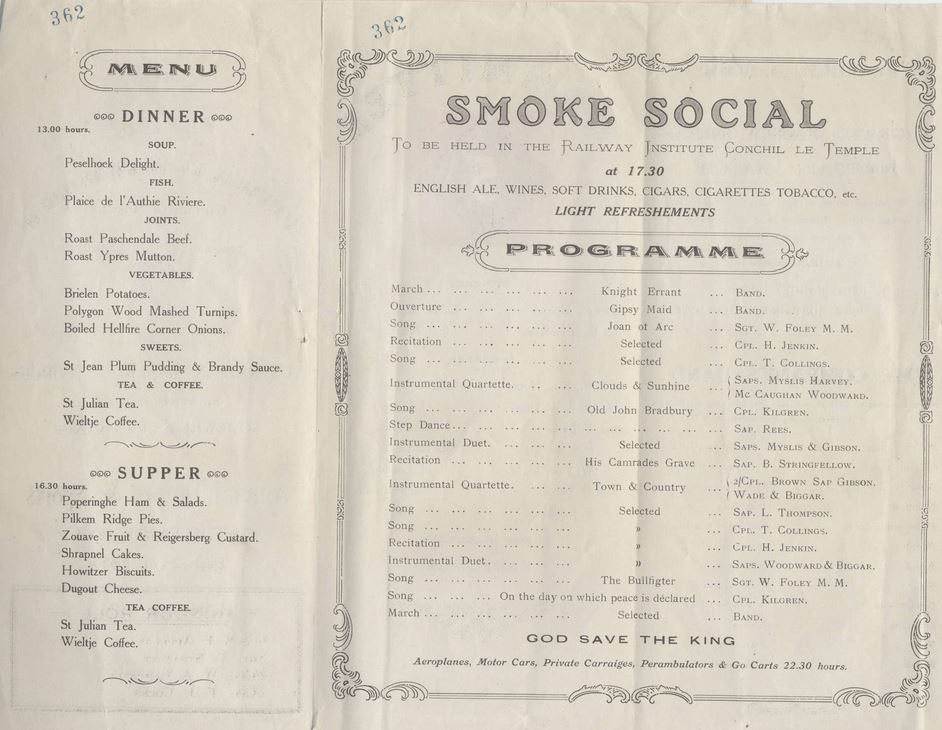 362
MENU
DINNER
13.00 hours.
SOUP.
Peselhoek Delight.
FISH.
Plaice de l'Authie Riviere.
JOINTS.
Roast Paschendale Beef.
Roast Ypres Mutton.
VEGETABLES.
Brielen Potatoes.
Polygon Wood Mashed Turnips.
Boiled Hellfire Corner Onions.
SWEETS.
St Jean Plum Pudding & Brandy Sauce.
TEA & COFFEE.
St Julian Tea.
Wieltje Coffee.
SUPPER
16.30 hours.
Poperinghe Ham & Salads.
Pilkem Ridge Pies.
Zouave Fruit & Reigersberg Custard.
Shrapnel Cakes.
Howitzer Biscuits.
Dugout Cheese.
TEA COFFEE.
St Julian Tea.
Wieltje Coffee.
362
SMOKE SOCIAL
TO BE HELD IN THE RAILWAY INSTITUTE CONCHIL LE TEMPLE
at 17.30
ENGLISH ALE, WINES, SOFT DRINKS, CIGARS, CIGARETTES TOBACCO, etc.
LIGHT REFRESHEMENTS
PROGRAMME
March ... ... ... ... ... ... Knight Errant ... BAND.
Ouverture ... ... ... ... ... Gipsy Maid ... BAND.
Song ... ... ... ... ... ... Joan of Arc ... SGT. W. FOLEY M. M.
Recitation ... ... ... ... ... Selected ... CPL. H. JENKIN.
Song ... ... ... ... ... ... Selected ... CPL. T. COLLINGS.
Instrumental Quartette. .. ... ... Clouds & Sunhine ... SAPS. MYSLIS HARVEY.
MC CAUGHAN WOODWARD.
Song ... ... ... ... ... ... Old John Bradbury ... CPL. KILGREN.
Step Dance ... ... ... ... ... ... ... ... ... ... SAP. REES.
Instrumental Duet. ... ... ... Selected ... SAPS. MYSLIS & GIBSON.
Recitation ... ... ... ... ... His Camrades Grave ... SAP. B. STRINGFELLOW.
Instrumental Quartette. ... ... ... Town & Country ... 2/CPL. BROWN SAP GIBSON.
WADE & BIGGAR.
Song ... ... ... ... ... ... Selected ... SAP. L. THOMPSON.
Song ... ... ... ... ... ... » ... CPL. T. COLLINGS.
Recitation ... ... ... ... ... » ... CPL. H. JENKIN.
Instrumental Duet. ... ... ... ... » ... SAPS. WOODWARD & BIGGAR.
Song ... ... ... ... ... ... The Bullfigter ... SGT. W. FOLEY M. M.
Song ... ... ... On the day on which peace is déclared ... CPL. KILGREN.
March ... ... ... ... ... ... Selected ... BAND.
GOD SAVE THE KING
Aeroplanes, Motor Cars, Private Carraiges, Perambulators & Go Carts 22.30 hours.